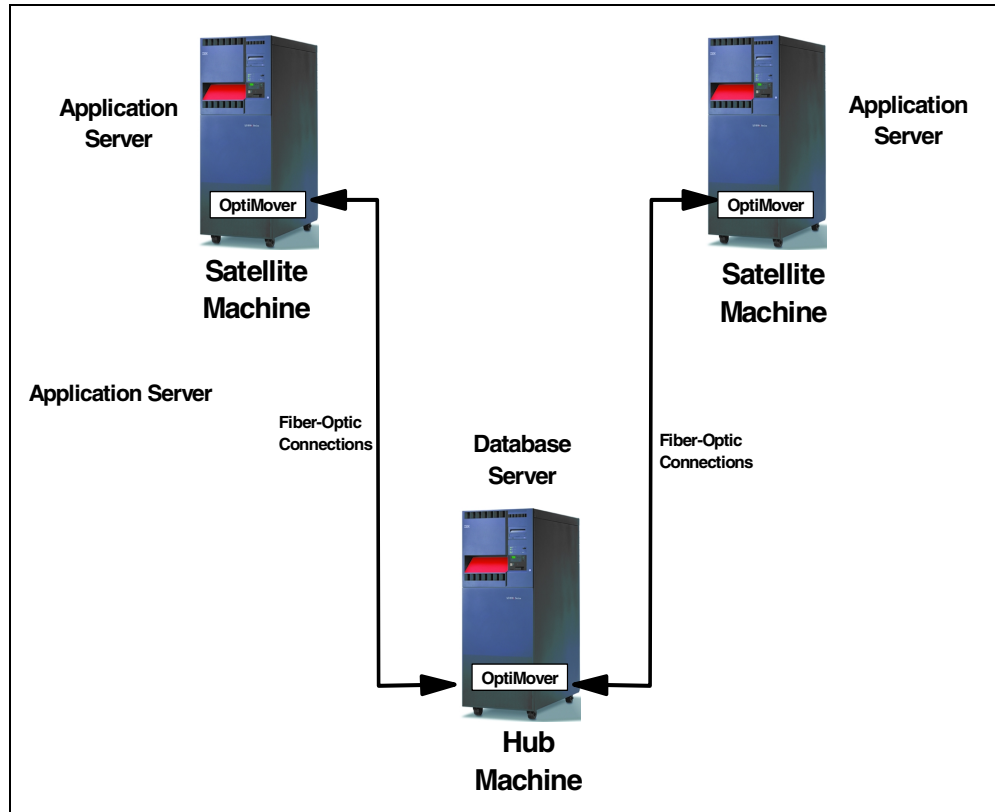 Application
Server
OptiMover
Satellite
Machine
Application
Server
OptiMover
Satellite
Machine
Application Server
Fiber-Optic
Connections
Database
Server
Fiber-Optic
Connections
OptiMover
Hub
Machine